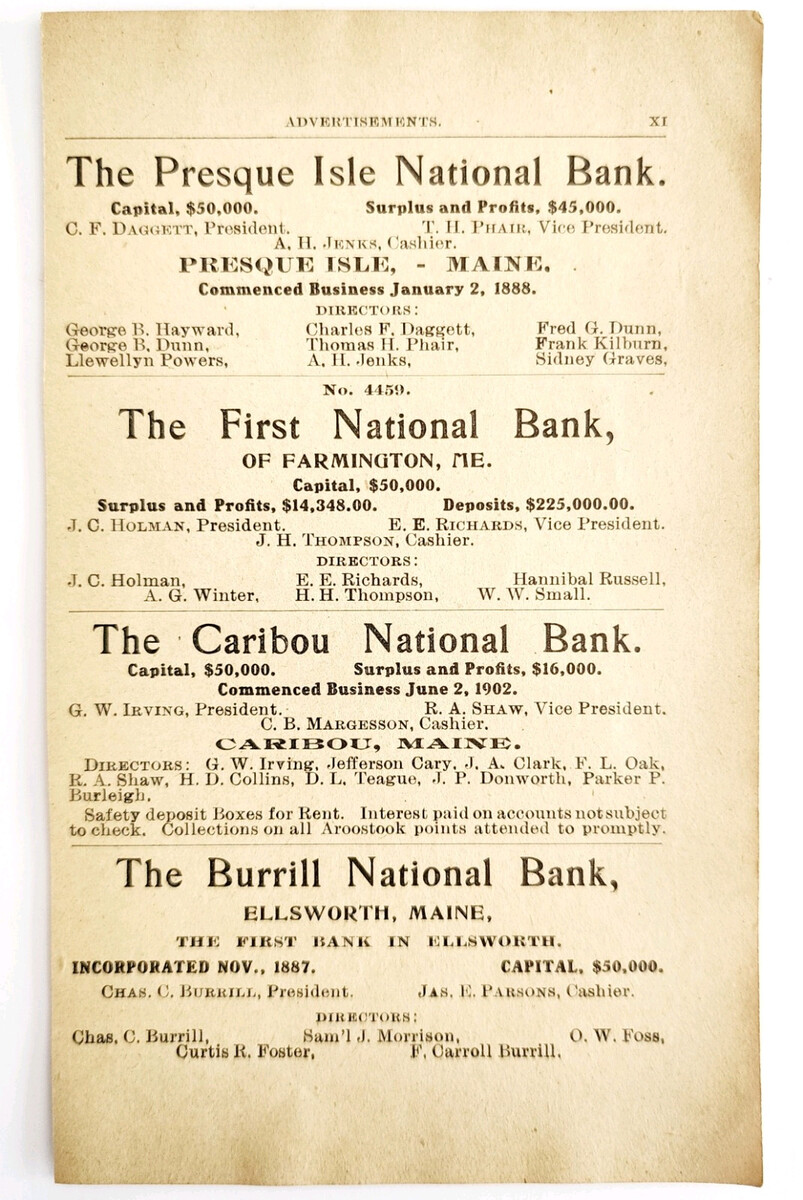 ADVERTISEMENTS. XI
The Presque Isle National Bank.
Capital, $50,000. Surplus and Profits, $45,000.
C. F. DAGGETT, President. T. H. PHAIR, Vice President.
A. H. JENKS, Cashier.
PRESQUE ISLE, - MAINE.
Commenced Business January 2, 1888.
DIRECTORS:
George B. Hayward, Charles F. Daggett, Fred G. Dunn,
George B. Dunn, Thomas H. Phair, Frank Kilburn,
Llewellyn Powers, A. H. Jenks, Sidney Graves,
No. 4459.
The First National Bank,
OF FARMINGTON, ME.
Capital, $50,000.
Surplus and Profits, $14,348.00. Deposits, $225,000.00.
J. C. HOLMAN, President. E. E. RICHARDS, Vice President.
J. H. THOMPSON, Cashier.
DIRECTORS:
J. C. Holman, E. E. Richards, Hannibal Russell,
A. G. Winter, H. H. Thompson, W. W. Small.
The Caribou National Bank.
Capital, $50,000. Surplus and Profits, $16,000.
Commenced Business June 2, 1902.
G. W. IRVING, President. R. A. SHAW, Vice President.
C. B. MARGESSON, Cashier.
CARIBOU, MAINE.
DIRECTORS: G. W. Irving, Jefferson Cary, J. A. Clark, F. L. Oak,
R. A. Shaw, H. D. Collins, D. L. Teague, J. P. Donworth, Parker P.
Burleigh.
Safety deposit Boxes for Rent. Interest paid on accounts not subject
to check. Collections on all Aroostook points attended to promptly.
The Burrill National Bank,
ELLSWORTH, MAINE,
THE FIRST BANK IN ELLSWORTH.
INCORPORATED NOV., 1887. CAPITAL, $50,000.
CHAS. C. BURRILL, President. JAS. E. PARSONS, Cashier.
DIRECTORS:
Chas. C. Burrill, Sam'l J. Morrison, O. W. Foss,
Curtis R. Foster, F. Carroll Burrill.